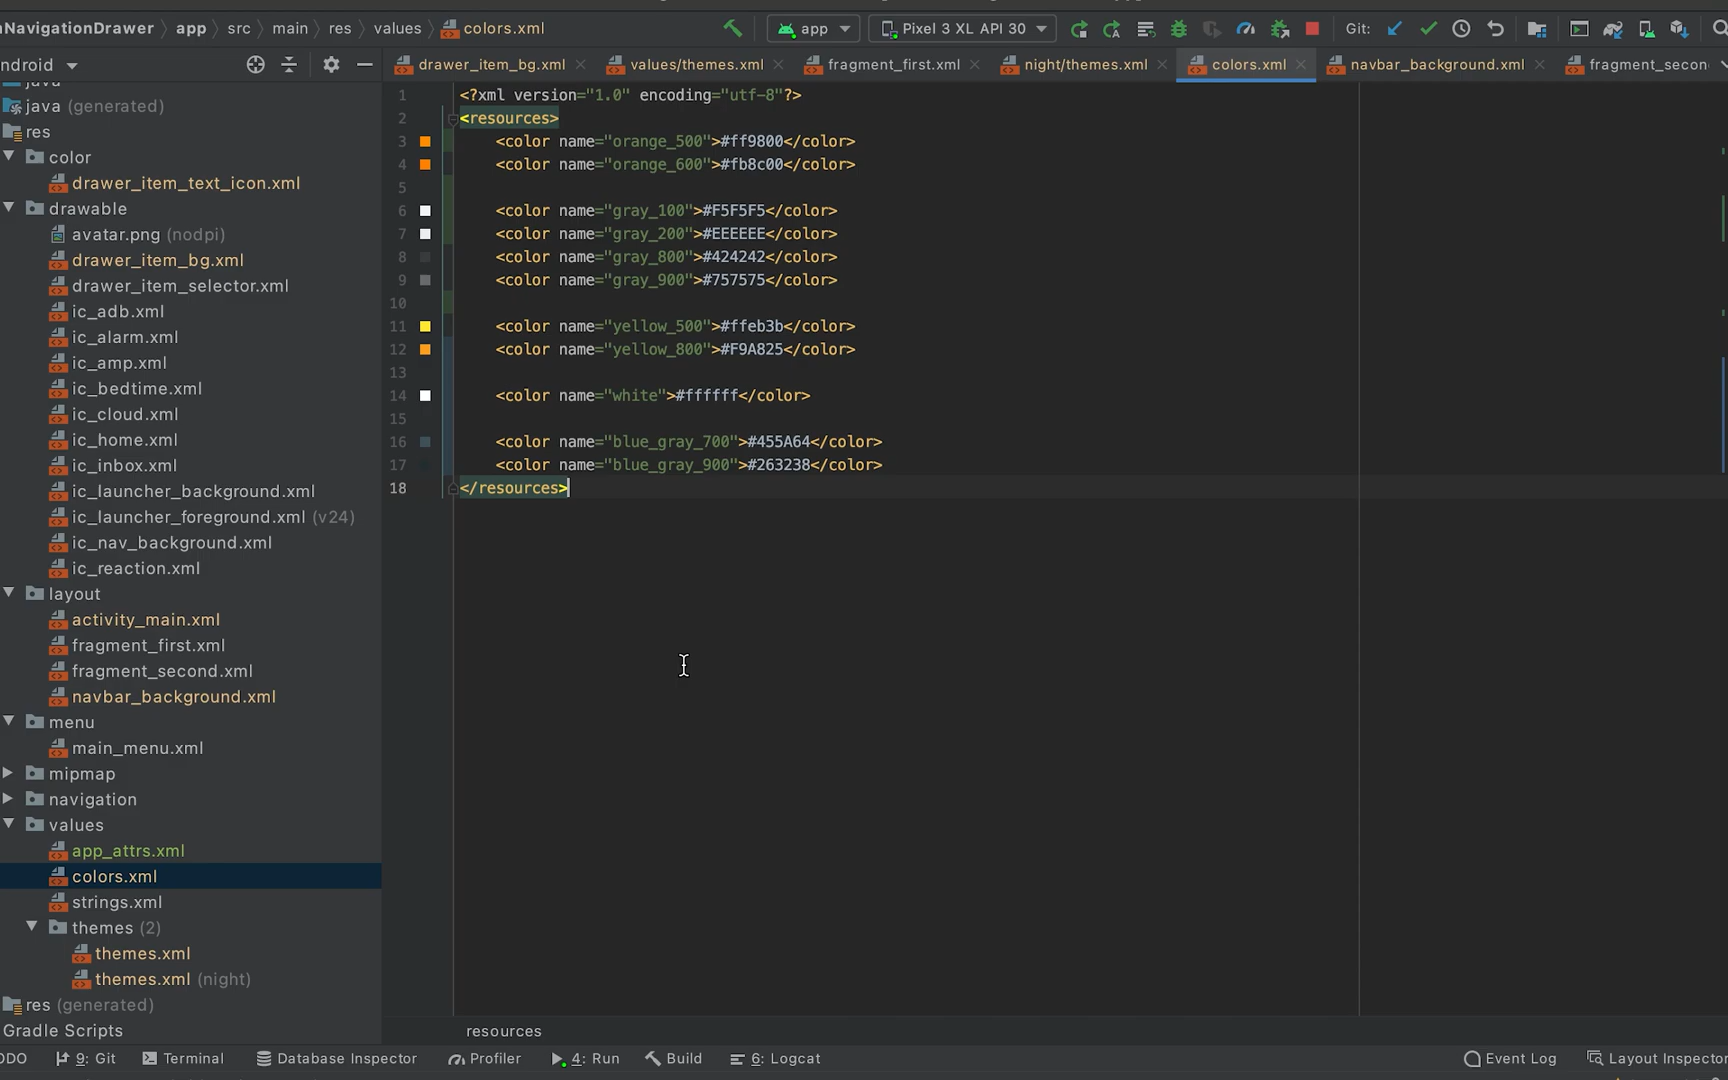 NavigationDrawer app src main res values colors.xml app Pixel 3 XL API 30 Git:
ndroid drawer_item_bg.xml values/themes.xml fragment_first.xml night/themes.xml colors.xml navbar_background.xml fragment_secon
java
java (generated)
res
color
drawer_item_text_icon.xml
drawable
avatar.png (nodpi)
drawer_item_bg.xml
drawer_item_selector.xml
ic_adb.xml
ic_alarm.xml
ic_amp.xml
ic_bedtime.xml
ic_cloud.xml
ic_home.xml
ic_inbox.xml
ic_launcher_background.xml
ic_launcher_foreground.xml (v24)
ic_nav_background.xml
ic_reaction.xml
layout
activity_main.xml
fragment_first.xml
fragment_second.xml
navbar_background.xml
menu
main_menu.xml
mipmap
navigation
values
app_attrs.xml
colors.xml
strings.xml
themes (2)
themes.xml
themes.xml (night)
res (generated)
Gradle Scripts
1 <?xml version="1.0" encoding="utf-8"?>
2 <resources>
3 <color name="orange_500">#ff9800</color>
4 <color name="orange_600">#fb8c00</color>
5
6 <color name="gray_100">#F5F5F5</color>
7 <color name="gray_200">#EEEEEE</color>
8 <color name="gray_800">#424242</color>
9 <color name="gray_900">#757575</color>
10
11 <color name="yellow_500">#ffeb3b</color>
12 <color name="yellow_800">#F9A825</color>
13
14 <color name="white">#ffffff</color>
15
16 <color name="blue_gray_700">#455A64</color>
17 <color name="blue_gray_900">#263238</color>
18 </resources>
resources
ODO 9: Git Terminal Database Inspector Profiler 4: Run Build 6: Logcat Event Log Layout Inspector